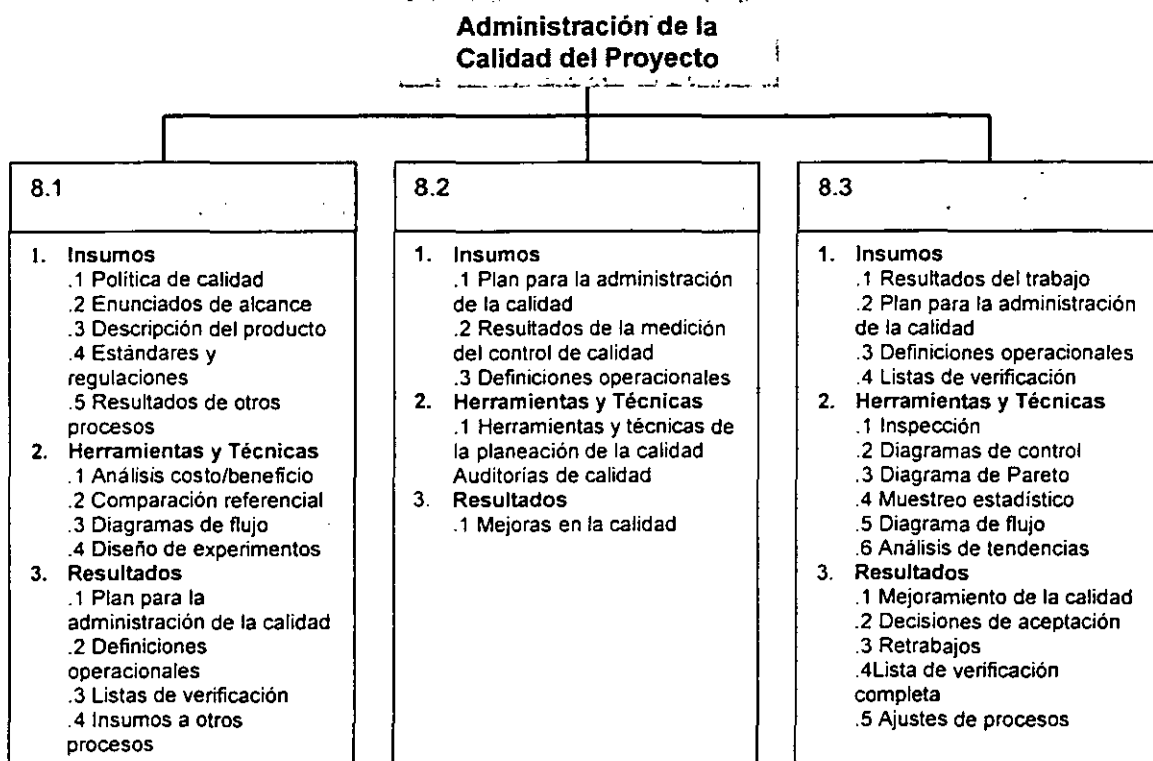 Administración de la
Calidad del Proyecto
8.1
1. Insumos
.1 Política de calidad
.2 Enunciados de alcance
.3 Descripción del producto
.4 Estándares y
regulaciones
.5 Resultados de otros
procesos
2. Herramientas y Técnicas
.1 Análisis costo/beneficio
.2 Comparación referencial
.3 Diagramas de flujo
.4 Diseño de experimentos
3. Resultados
.1 Plan para la
administración de la calidad
.2 Definiciones
operacionales
.3 Listas de verificación
.4 Insumos a otros
procesos
8.2
1. Insumos
.1 Plan para la administración
de la calidad
.2 Resultados de la medición
del control de calidad
.3 Definiciones operacionales
2. Herramientas y Técnicas
.1 Herramientas y técnicas de
la planeación de la calidad
Auditorías de calidad
3. Resultados
.1 Mejoras en la calidad
8.3
1. Insumos
.1 Resultados del trabajo
.2 Plan para la administración
de la calidad
.3 Definiciones operacionales
.4 Listas de verificación
2. Herramientas y Técnicas
.1 Inspección
.2 Diagramas de control
.3 Diagrama de Pareto
.4 Muestreo estadístico
.5 Diagrama de flujo
.6 Análisis de tendencias
3. Resultados
.1 Mejoramiento de la calidad
.2 Decisiones de aceptación
.3 Retrabajos
.4Lista de verificación
completa
.5 Ajustes de procesos